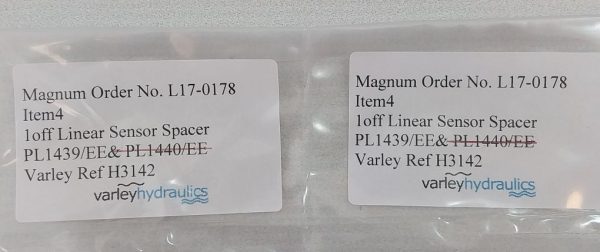 Magnum Order No. L17-0178
Item4
1off Linear Sensor Spacer
PL1439/EE& PL1440/EE
Varley Ref H3142
varleyhydraulics
Magnum Order No. L17-0178
Item4
1off Linear Sensor Spacer
PL1439/EE& PL1440/EE
Varley Ref H3142
varleyhydraulics